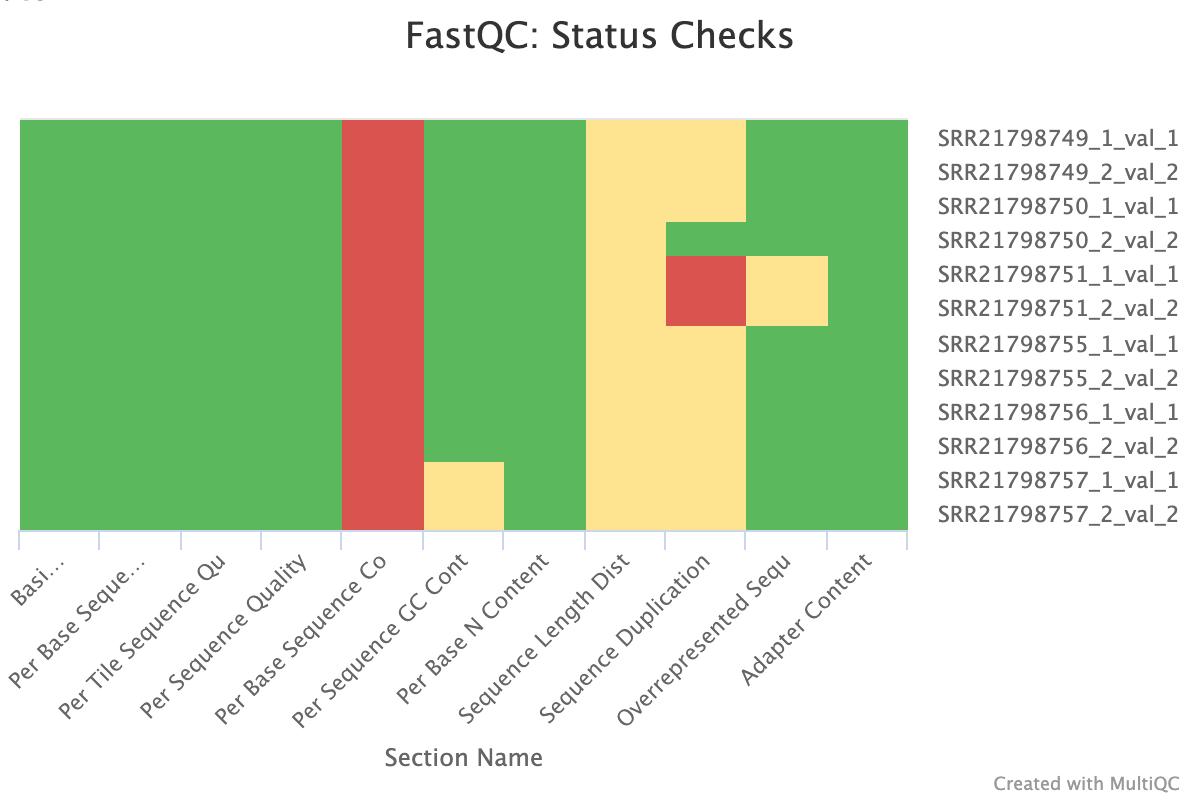 FastQC: Status Checks
SRR21798749_1_val_1
SRR21798749_2_val_2
SRR21798750_1_val_1
SRR21798750_2_val_2
SRR21798751_1_val_1
SRR21798751_2_val_2
SRR21798755_1_val_1
SRR21798755_2_val_2
SRR21798756_1_val_1
SRR21798756_2_val_2
SRR21798757_1_val_1
SRR21798757_2_val_2
Basi...
Per Base Seque...
Per Tile Sequence Qu
Per Sequence Quality
Per Base Sequence Co
Per Sequence GC Cont
Per Base N Content
Sequence Length Dist
Sequence Duplication
Overrepresented Sequ
Adapter Content
Section Name
Created with MultiQC